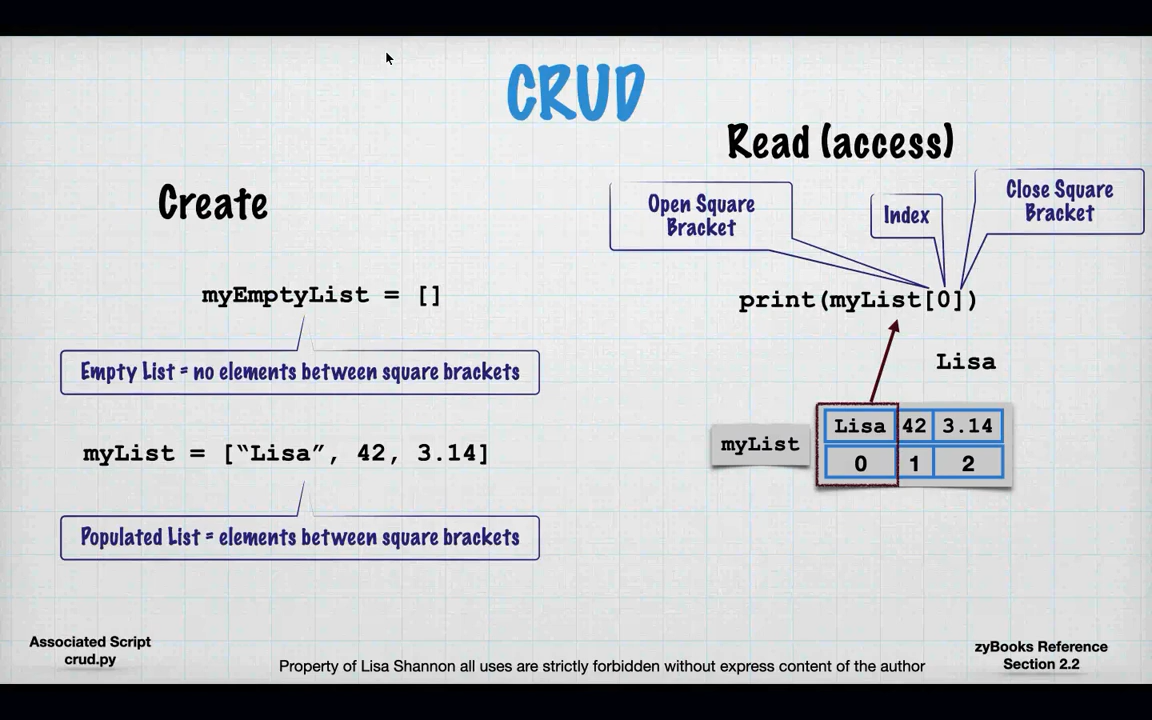 CRUD
Create
myEmptyList = []
Empty List = no elements between square brackets
myList = [“Lisa”, 42, 3.14]
Populated List = elements between square brackets
Read (access)
Open Square
Bracket
Index
Close Square
Bracket
print(myList[0])
Lisa
myList
Lisa 42 3.14
0 1 2
Associated Script
crud.py
Property of Lisa Shannon all uses are strictly forbidden without express content of the author
zyBooks Reference
Section 2.2